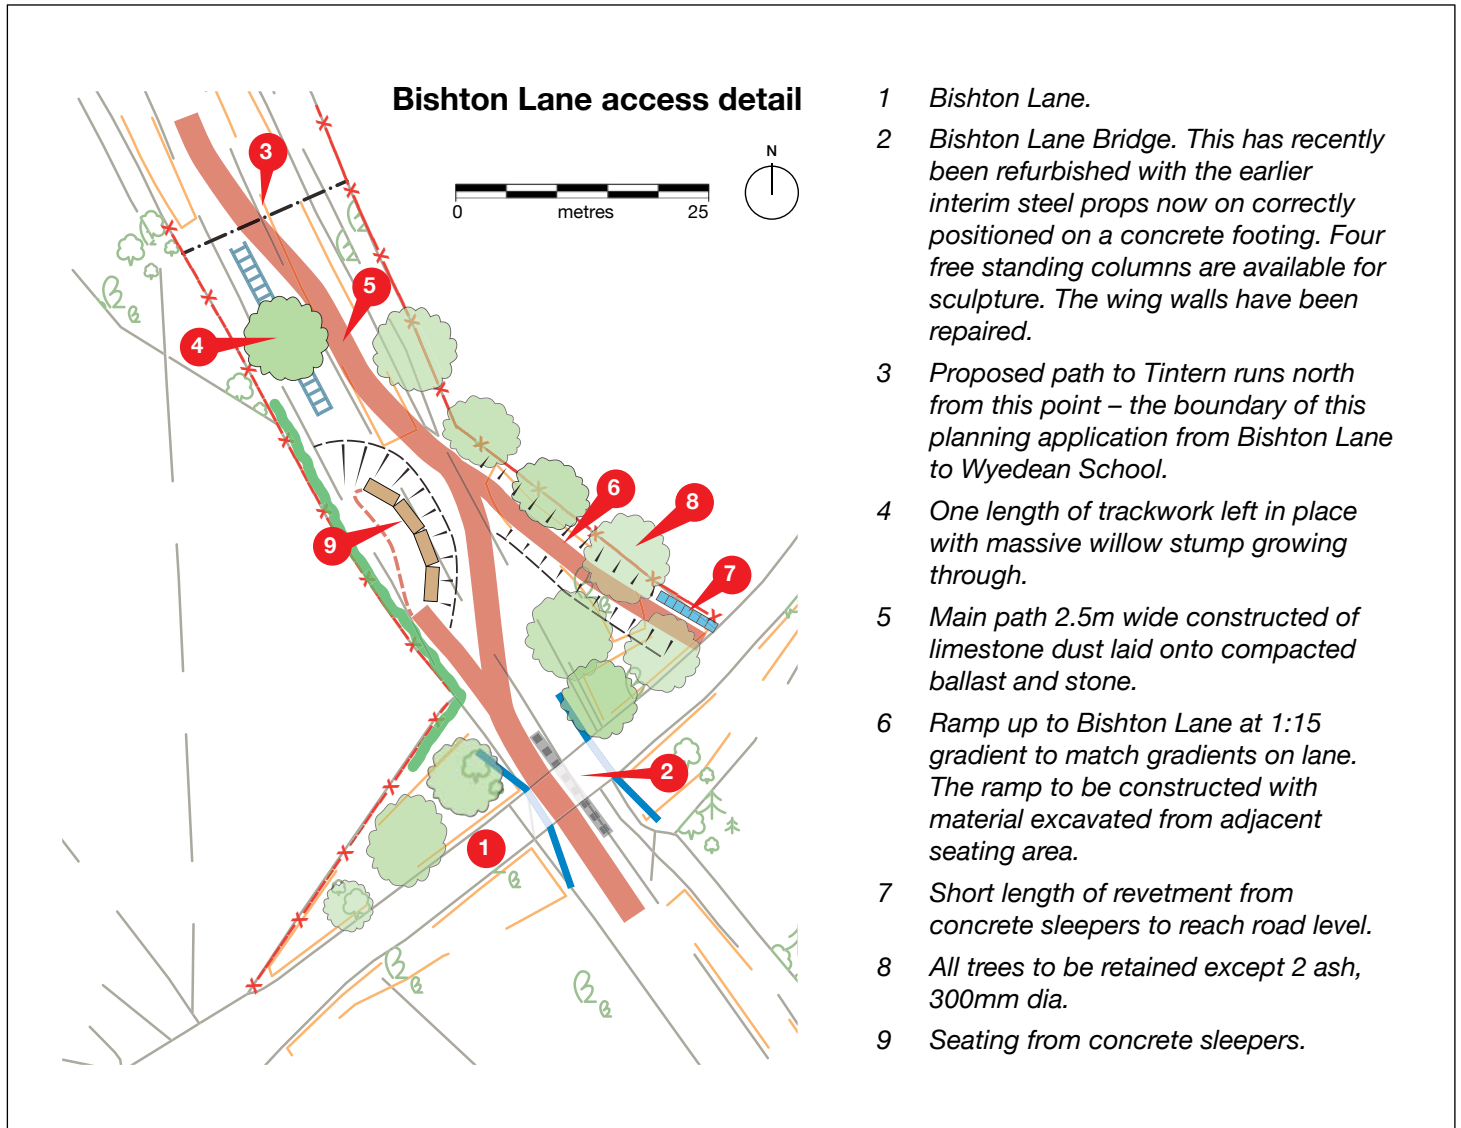 Bishton Lane access detail
N
0 metres 25
3
5
4
6
8
9
7
2
1
1 Bishton Lane.
2 Bishton Lane Bridge. This has recently
been refurbished with the earlier
interim steel props now on correctly
positioned on a concrete footing. Four
free standing columns are available for
sculpture. The wing walls have been
repaired.
3 Proposed path to Tintern runs north
from this point – the boundary of this
planning application from Bishton Lane
to Wyedean School.
4 One length of trackwork left in place
with massive willow stump growing
through.
5 Main path 2.5m wide constructed of
limestone dust laid onto compacted
ballast and stone.
6 Ramp up to Bishton Lane at 1:15
gradient to match gradients on lane.
The ramp to be constructed with
material excavated from adjacent
seating area.
7 Short length of revetment from
concrete sleepers to reach road level.
8 All trees to be retained except 2 ash,
300mm dia.
9 Seating from concrete sleepers.